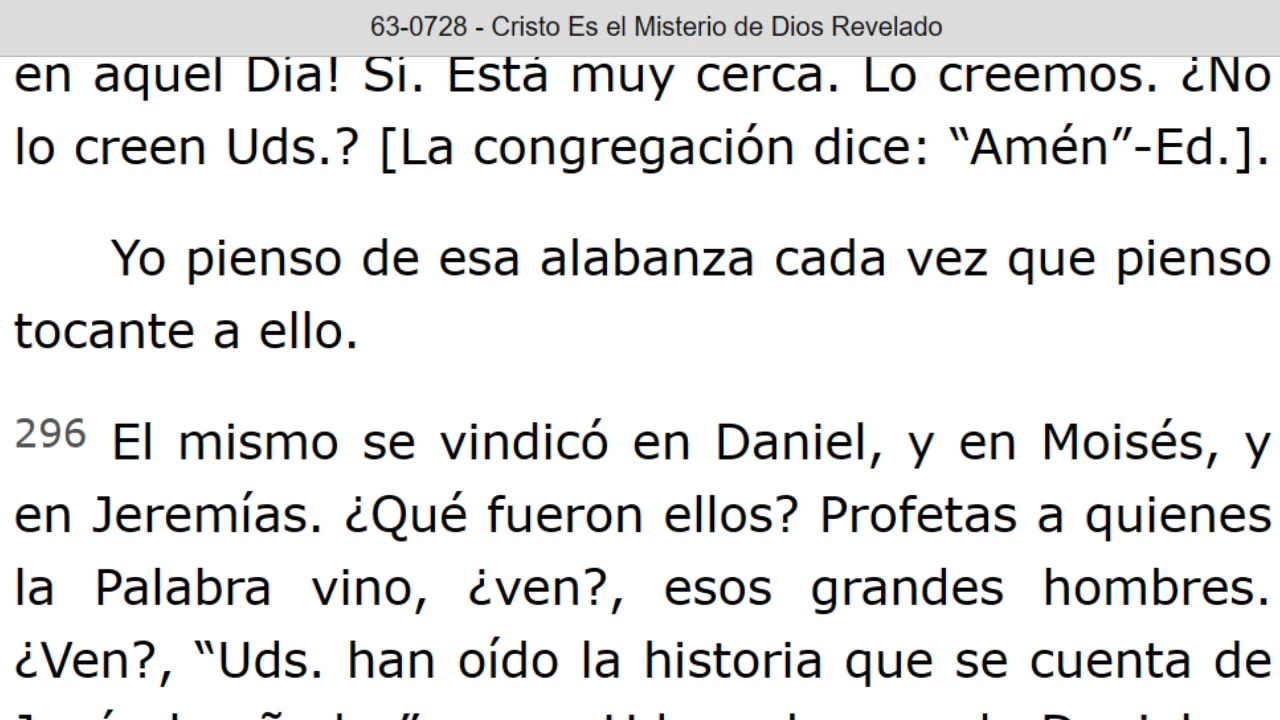 63-0728 - Cristo Es el Misterio de Dios Revelado
en aquel Día! Sí. Está muy cerca. Lo creemos. ¿No
lo creen Uds.? [La congregación dice: “Amén”-Ed.].
Yo pienso de esa alabanza cada vez que pienso
tocante a ello.
296 El mismo se vindicó en Daniel, y en Moisés, y
en Jeremías. ¿Qué fueron ellos? Profetas a quienes
la Palabra vino, ¿ven?, esos grandes hombres.
¿Ven?, “Uds. han oído la historia que se cuenta de